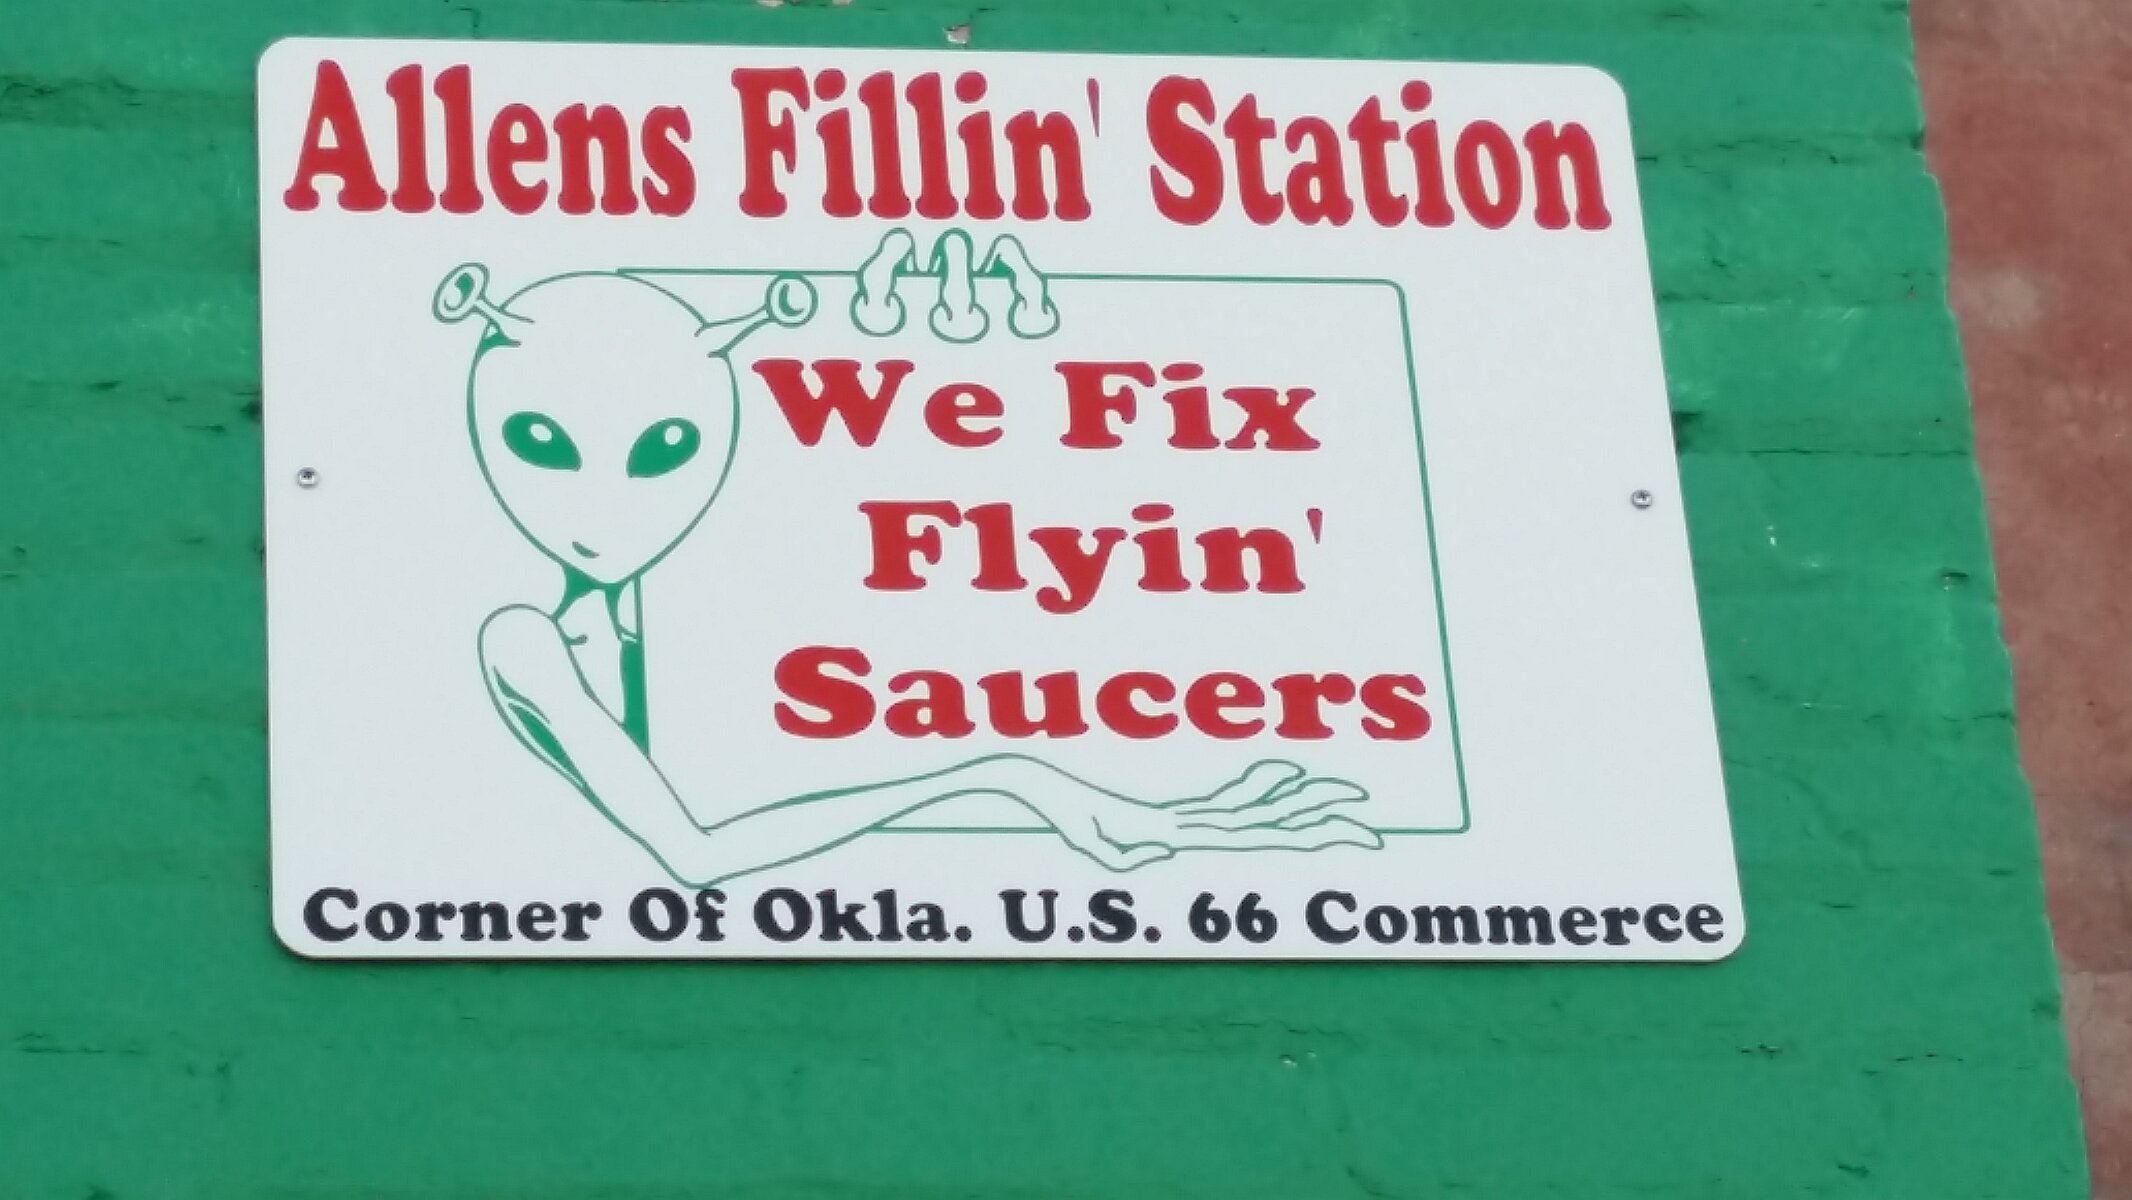 Allens Fillin' Station
We Fix
Flyin'
Saucers
Corner Of Okla. U.S. 66 Commerce